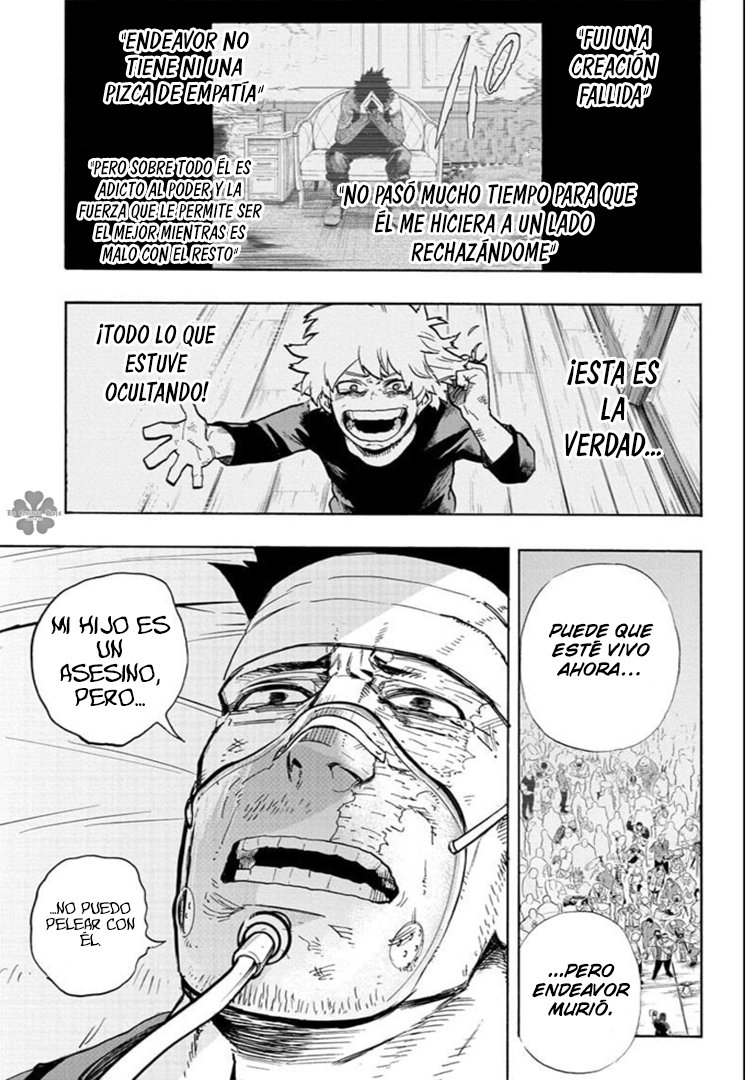 "FUI UNA
CREACIÓN
FALLIDA"
"NO PASÓ MUCHO TIEMPO PARA QUE
ÉL ME HICIERA A UN LADO
RECHAZÁNDOME"
"ENDEAVOR NO
TIENE NI UNA
PIZCA DE EMPATÍA"
"PERO SOBRE TODO ÉL ES
ADICTO AL PODER Y LA
FUERZA QUE LE PERMITE SER
EL MEJOR MIENTRAS ES
MALO CON EL RESTO"
¡ESTA ES
LA
VERDAD...
¡TODO LO QUE
ESTUVE
OCULTANDO!
PUEDE QUE
ESTÉ VIVO
AHORA...
...PERO
ENDEAVOR
MURIÓ.
MI HIJO ES
UN
ASESINO,
PERO...
...NO PUEDO
PELEAR CON
ÉL.